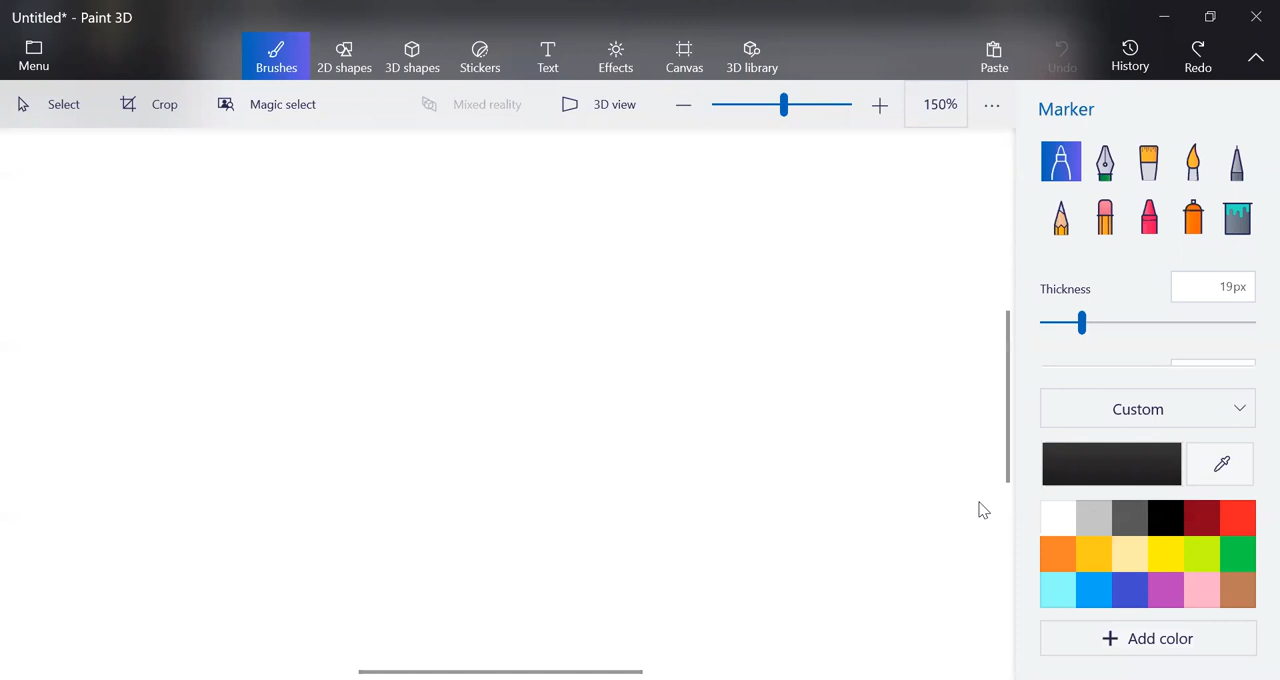 Untitled* - Paint 3D
Menu
Brushes
2D shapes
3D shapes
Stickers
Text
Effects
Canvas
3D library
Paste
Undo
History
Redo
Select
Crop
Magic select
Mixed reality
3D view
150%
Marker
Thickness
19px
Custom
Add color